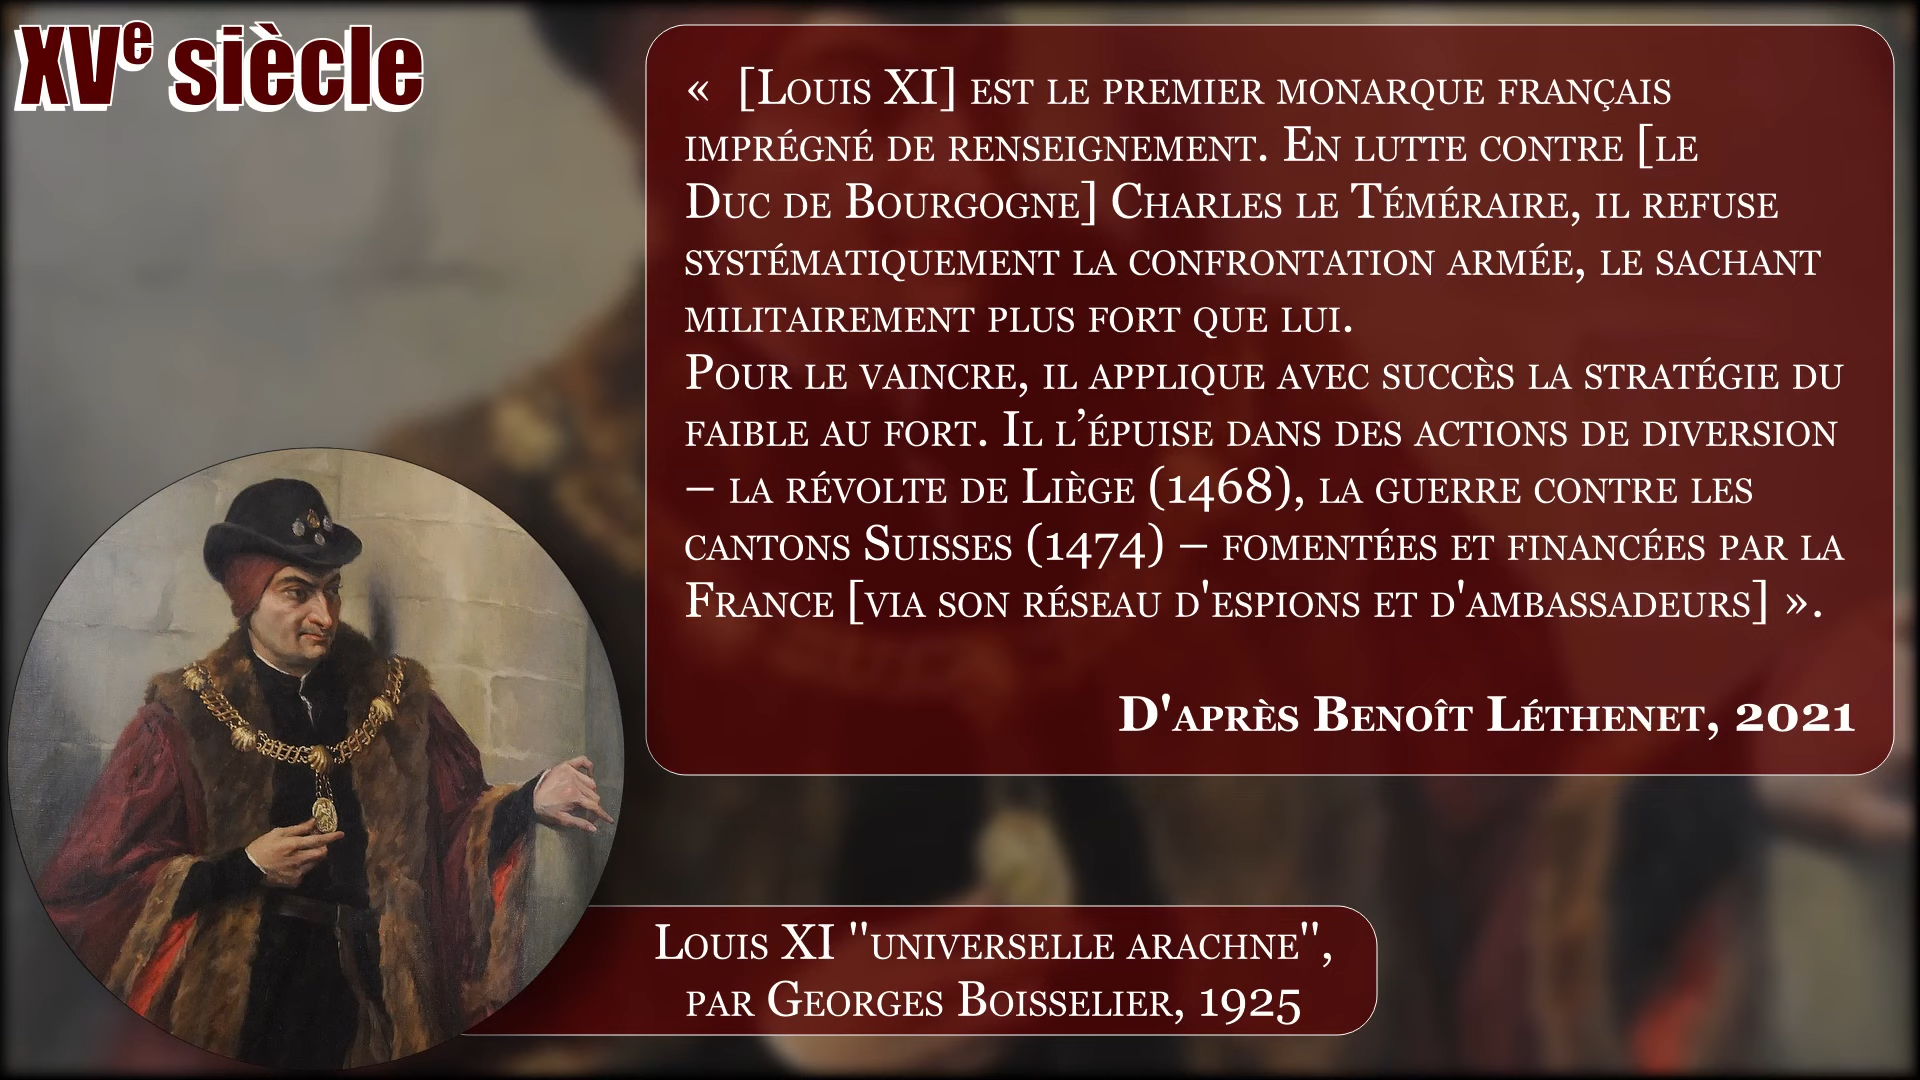 XVe siècle
«  [Louis XI] est le premier monarque français
imprégné de renseignement. En lutte contre [le
Duc de Bourgogne] Charles le Téméraire, il refuse
systématiquement la confrontation armée, le sachant
militairement plus fort que lui.
Pour le vaincre, il applique avec succès la stratégie du
faible au fort. Il l’épuise dans des actions de diversion
– la révolte de Liège (1468), la guerre contre les
cantons Suisses (1474) – fomentées et financées par la
France [via son réseau d'espions et d'ambassadeurs] ».
D'après Benoît Léthenet, 2021
Louis XI "universelle arachne",
par Georges Boisselier, 1925